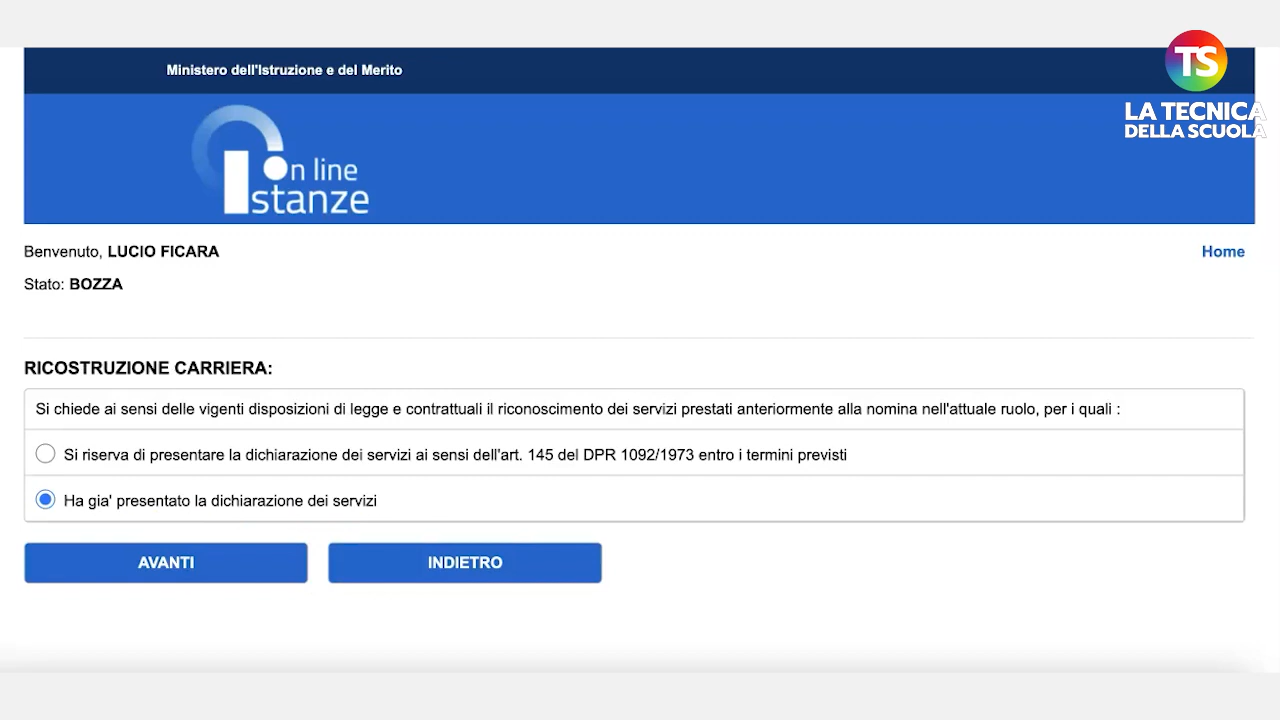 Ministero dell'Istruzione e del Merito
TS
LA TECNICA
DELLA SCUOLA
on line
Istanze
Benvenuto, LUCIO FICARA
Home
Stato: BOZZA
RICOSTRUZIONE CARRIERA:
Si chiede ai sensi delle vigenti disposizioni di legge e contrattuali il riconoscimento dei servizi prestati anteriormente alla nomina nell'attuale ruolo, per i quali :
Si riserva di presentare la dichiarazione dei servizi ai sensi dell'art. 145 del DPR 1092/1973 entro i termini previsti
Ha gia' presentato la dichiarazione dei servizi
AVANTI
INDIETRO